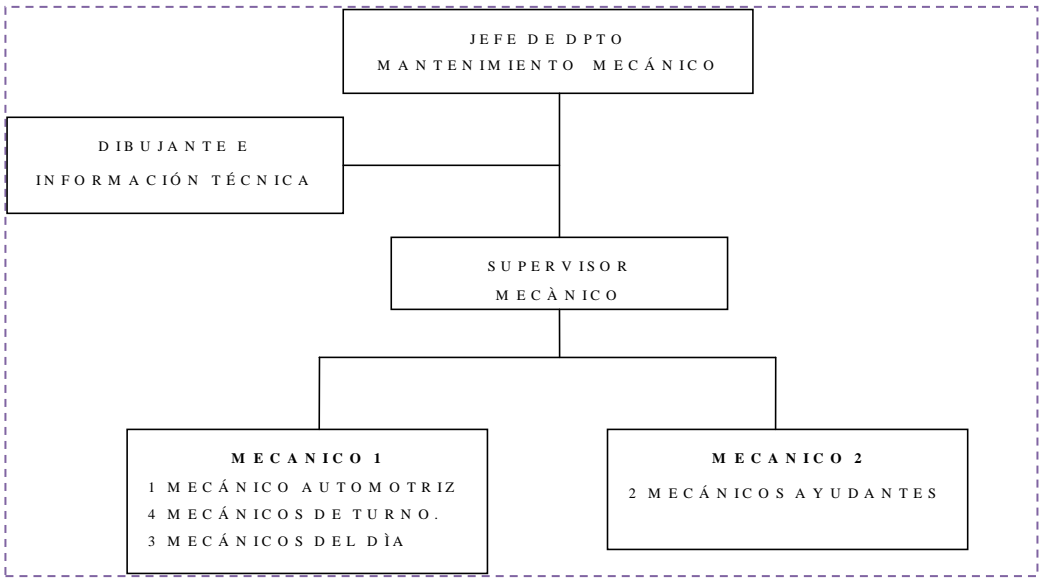 JEFE DE DPTO
MANTENIMIENTO MECÁNICO
DIBUJANTE E
INFORMACIÓN TÉCNICA
SUPERVISOR
MECÀNICO
MECANICO 1
1 MECÁNICO AUTOMOTRIZ
4 MECÁNICOS DE TURNO.
3 MECÁNICOS DEL DÌA
MECANICO 2
2 MECÁNICOS AYUDANTES